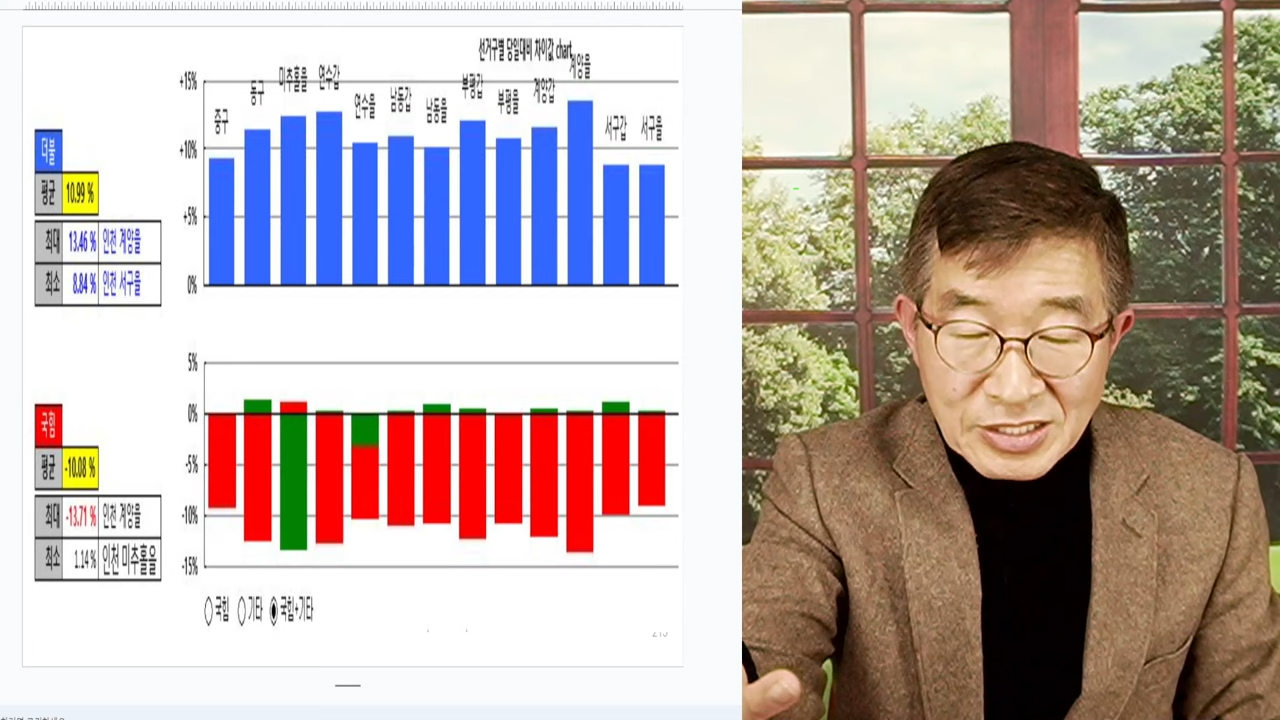 선거구별 당일대비 차이값 chart
+15%
+10%
+5%
0%
중구
동구
미추홀을
연수갑
연수을
남동갑
남동을
부평갑
부평을
계양갑
계양을
서구갑
서구을
더불
평균 10.99 %
최대 13.46 % 인천 계양을
최소 8.84 % 인천 서구을
5%
0%
-5%
-10%
-15%
국힘
평균 -10.08 %
최대 -13.71 % 인천 계양을
최소 1.14 % 인천 미추홀을
국힘 기타 국힘+기타